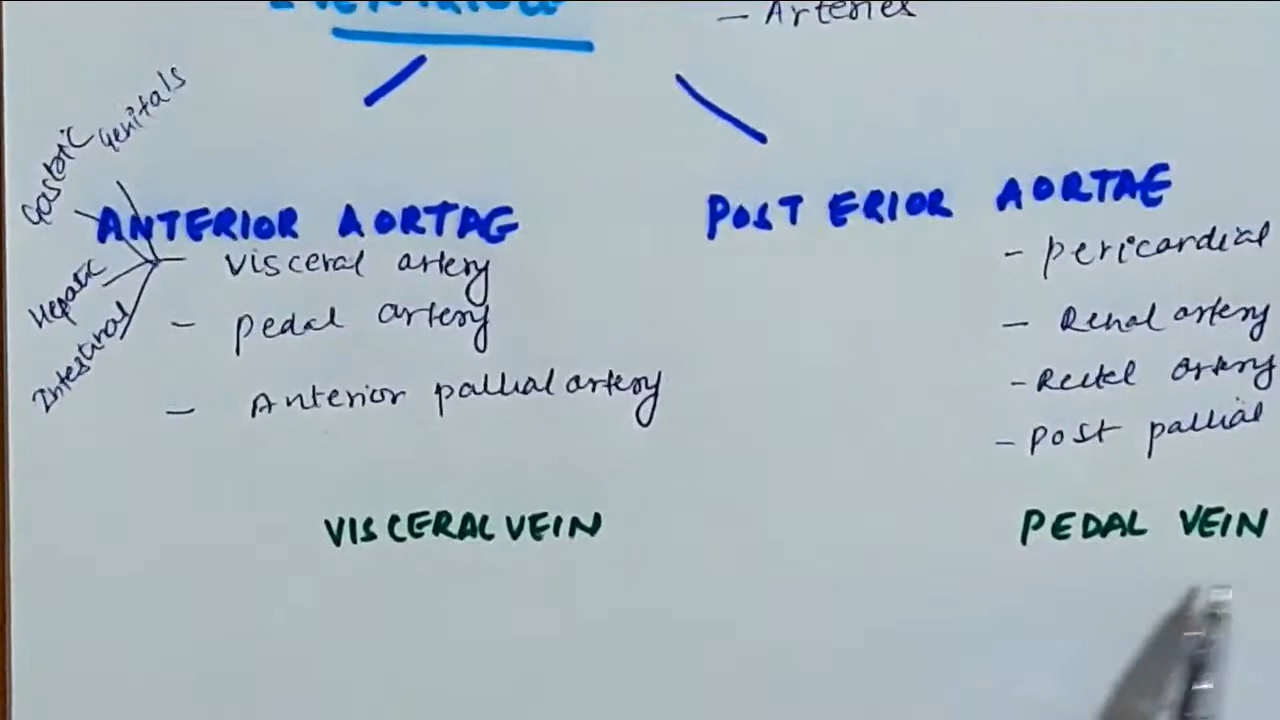 - Arteries
Genitals
Gastric
ANTERIOR AORTAE
POSTERIOR AORTAE
Hepatic
Intestinal
- visceral artery
- pedal artery
- Anterior pallial artery
- pericardial
- Renal artery
- Rectel artery
- post pallial
VISCERAL VEIN
PEDAL VEIN